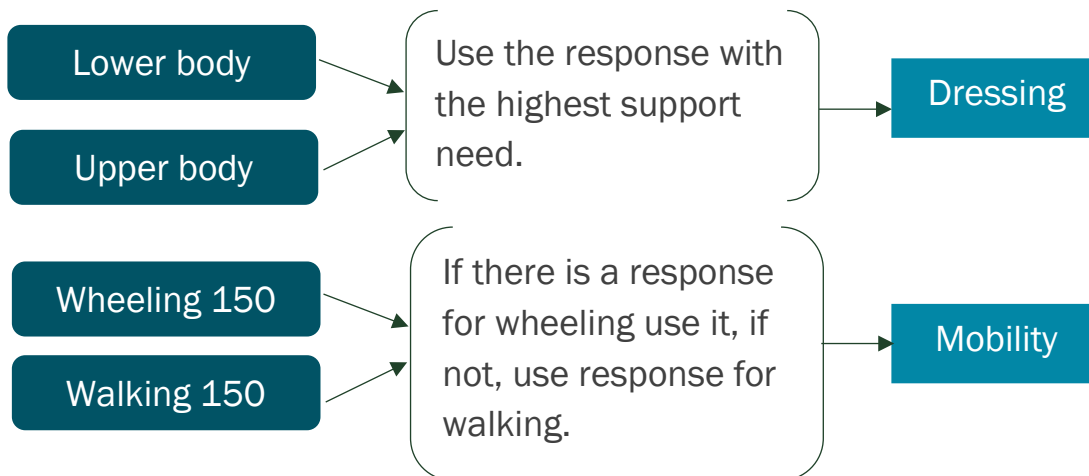 Lower body
Upper body
Use the response with
the highest support
need.
Dressing
Wheeling 150
Walking 150
If there is a response
for wheeling use it, if
not, use response for
walking.
Mobility